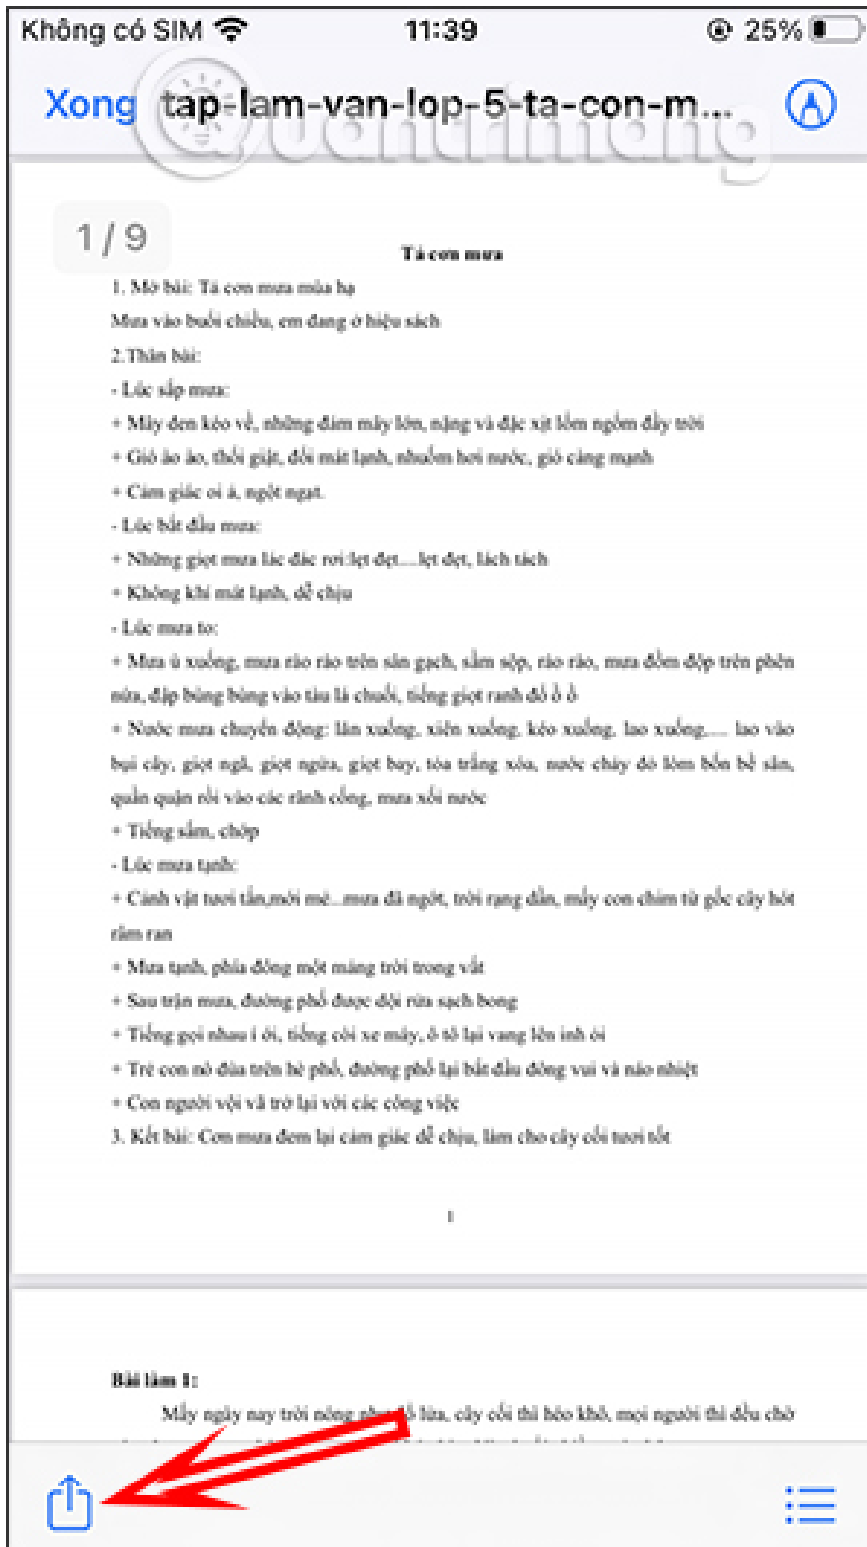 Không có SIM 11:39 25%
Xong tap-lam-van-lop-5-ta-con-m...
Quantrimang
1 / 9
Tả cơn mưa
1. Mở bài: Tả cơn mưa mùa hạ
Mưa vào buổi chiều, em đang ở hiệu sách
2.Thân bài:
- Lúc sắp mưa:
+ Mây đen kéo về, những đám mây lớn, nặng và đặc xịt lổm ngổm đầy trời
+ Gió ào ào, thổi giật, đổi mát lạnh, nhuốm hơi nước, gió càng mạnh
+ Cảm giác oi ả, ngột ngạt.
- Lúc bắt đầu mưa:
+ Những giọt mưa lác đác rơi:lẹt đẹt....lẹt đẹt, lách tách
+ Không khí mát lạnh, dễ chịu
- Lúc mưa to:
+ Mưa ù xuống, mưa rào rào trên sân gạch, sầm sập, rào rào, mưa đồm độp trên phên
nứa, đập bùng bùng vào tàu lá chuối, tiếng giọt ranh đổ ồ ồ
+ Nước mưa chuyển động: lăn xuống, xiên xuống, kéo xuống, lao xuống,.... lao vào
bụi cây, giọt ngã, giọt ngửa, giọt bay, tỏa trắng xóa, nước chảy đỏ lòm bốn bề sân,
quần quận rồi vào các rãnh cống, mưa xối nước
+ Tiếng sấm, chớp
- Lúc mưa tạnh:
+ Cảnh vật tươi tắn,mới mẻ...mưa đã ngớt, trời rạng dần, mấy con chim từ gốc cây hót
râm ran
+ Mưa tạnh, phía đông một mảng trời trong vắt
+ Sau trận mưa, đường phố được dội rửa sạch bong
+ Tiếng gọi nhau í ới, tiếng còi xe máy, ô tô lại vang lên inh ỏi
+ Trẻ con nô đùa trên hè phố, đường phố lại bắt đầu đông vui và náo nhiệt
+ Con người vội vã trở lại với các công việc
3. Kết bài: Cơn mưa đem lại cảm giác dễ chịu, làm cho cây cối tươi tốt
1
Bài làm 1:
Mấy ngày nay trời nóng như đổ lửa, cây cối thì héo khô, mọi người thì đều chờ